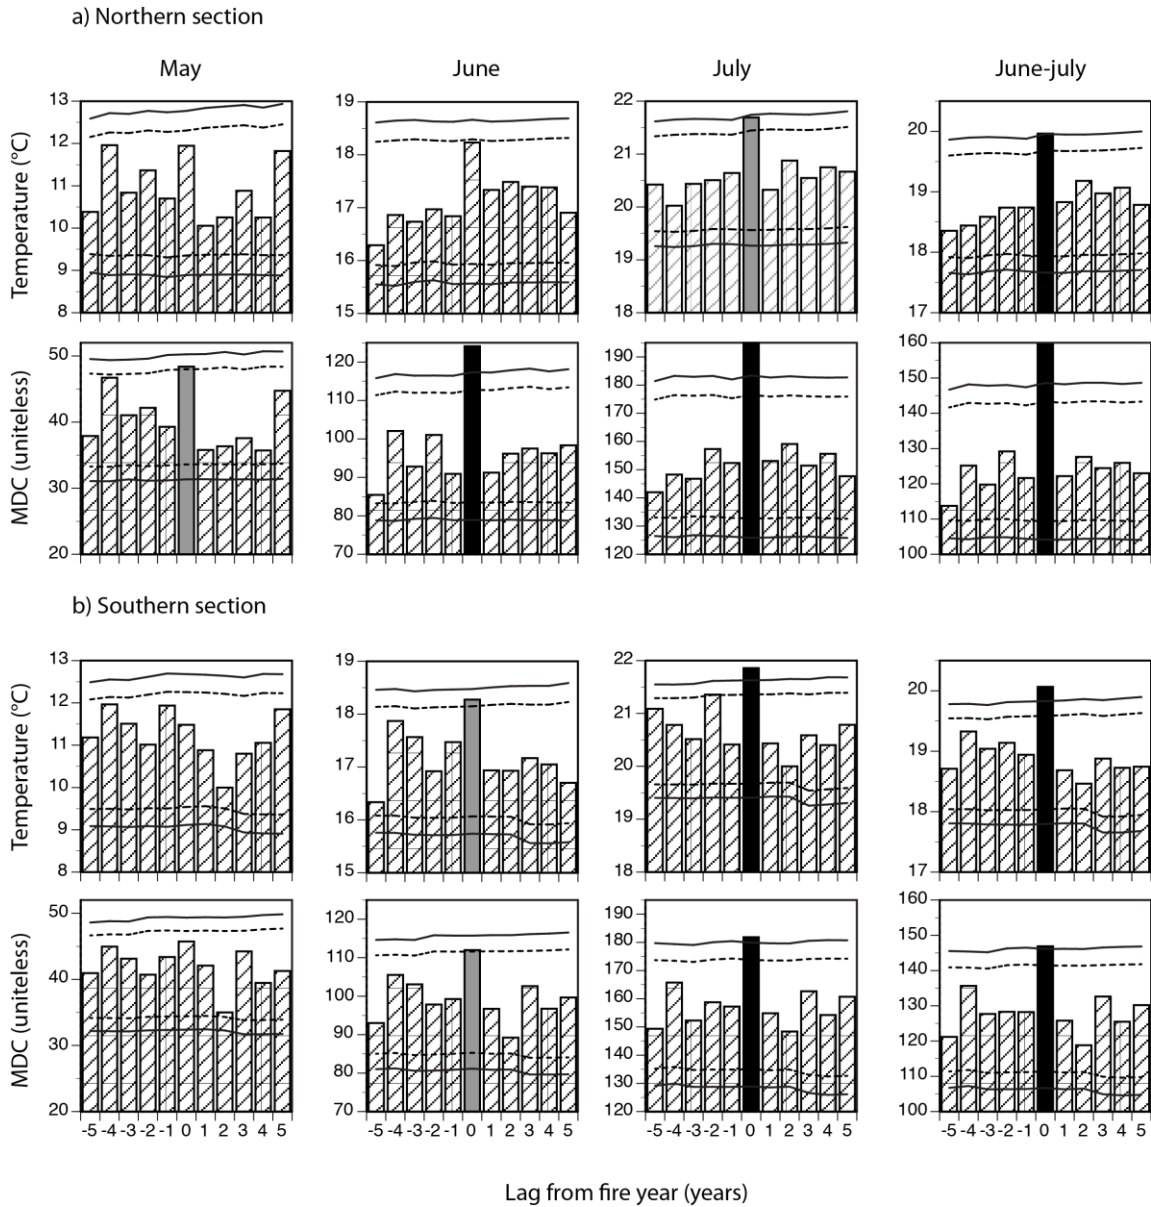 a) Northern section
May June July June-july
Temperature (°C)
13 12 11 10 9 8
19 18 17 16 15
22 21 20 19 18
20 19 18 17
MDC (uniteless)
50 40 30 20
120 110 100 90 80 70
190 180 170 160 150 140 130 120
160 150 140 130 120 110 100
b) Southern section
Temperature (°C)
13 12 11 10 9 8
19 18 17 16 15
22 21 20 19 18
20 19 18 17
MDC (uniteless)
50 40 30 20
120 110 100 90 80 70
190 180 170 160 150 140 130 120
160 150 140 130 120 110 100
-5 -4 -3 -2 -1 0 1 2 3 4 5
-5 -4 -3 -2 -1 0 1 2 3 4 5
-5 -4 -3 -2 -1 0 1 2 3 4 5
-5 -4 -3 -2 -1 0 1 2 3 4 5
Lag from fire year (years)